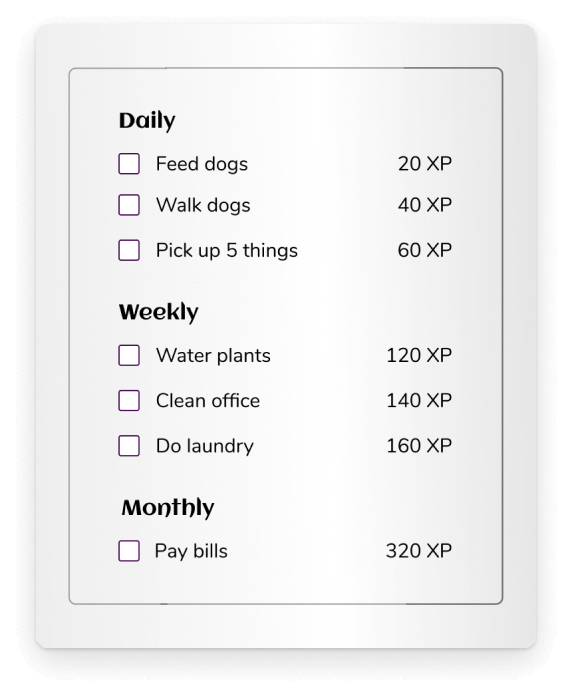 Daily
Feed dogs 20 XP
Walk dogs 40 XP
Pick up 5 things 60 XP
Weekly
Water plants 120 XP
Clean office 140 XP
Do laundry 160 XP
Monthly
Pay bills 320 XP